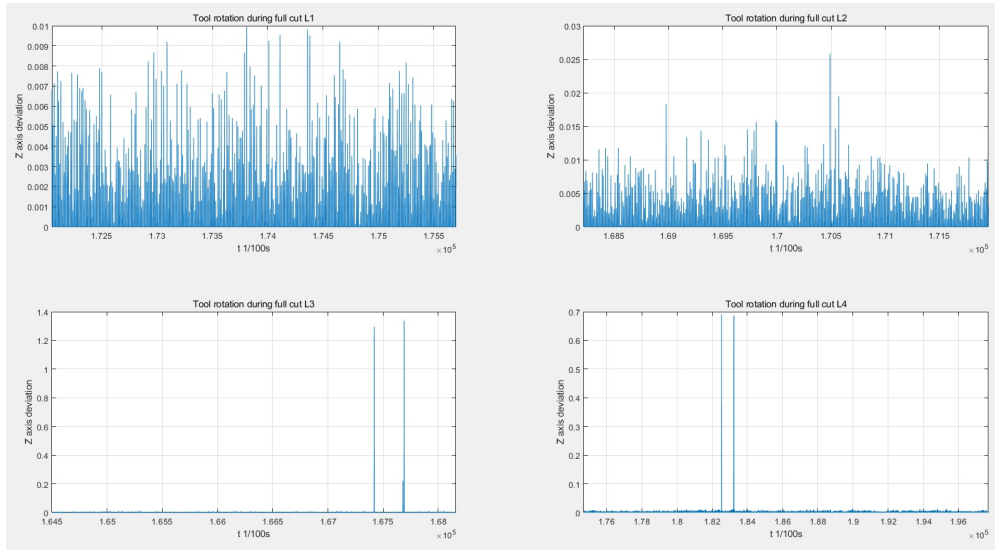 Tool rotation during full cut L1
Z axis deviation
0.01
0.009
0.008
0.007
0.006
0.005
0.004
0.003
0.002
0.001
0
1.725 1.73 1.735 1.74 1.745 1.75 1.755
t 1/100s
×10⁵
Tool rotation during full cut L2
Z axis deviation
0.03
0.025
0.02
0.015
0.01
0.005
0
1.685 1.69 1.695 1.7 1.705 1.71 1.715
t 1/100s
×10⁵
Tool rotation during full cut L3
Z axis deviation
1.4
1.2
1
0.8
0.6
0.4
0.2
0
1.645 1.65 1.655 1.66 1.665 1.67 1.675 1.68
t 1/100s
×10⁵
Tool rotation during full cut L4
Z axis deviation
0.7
0.6
0.5
0.4
0.3
0.2
0.1
0
1.76 1.78 1.8 1.82 1.84 1.86 1.88 1.9 1.92 1.94 1.96
t 1/100s
×10⁵